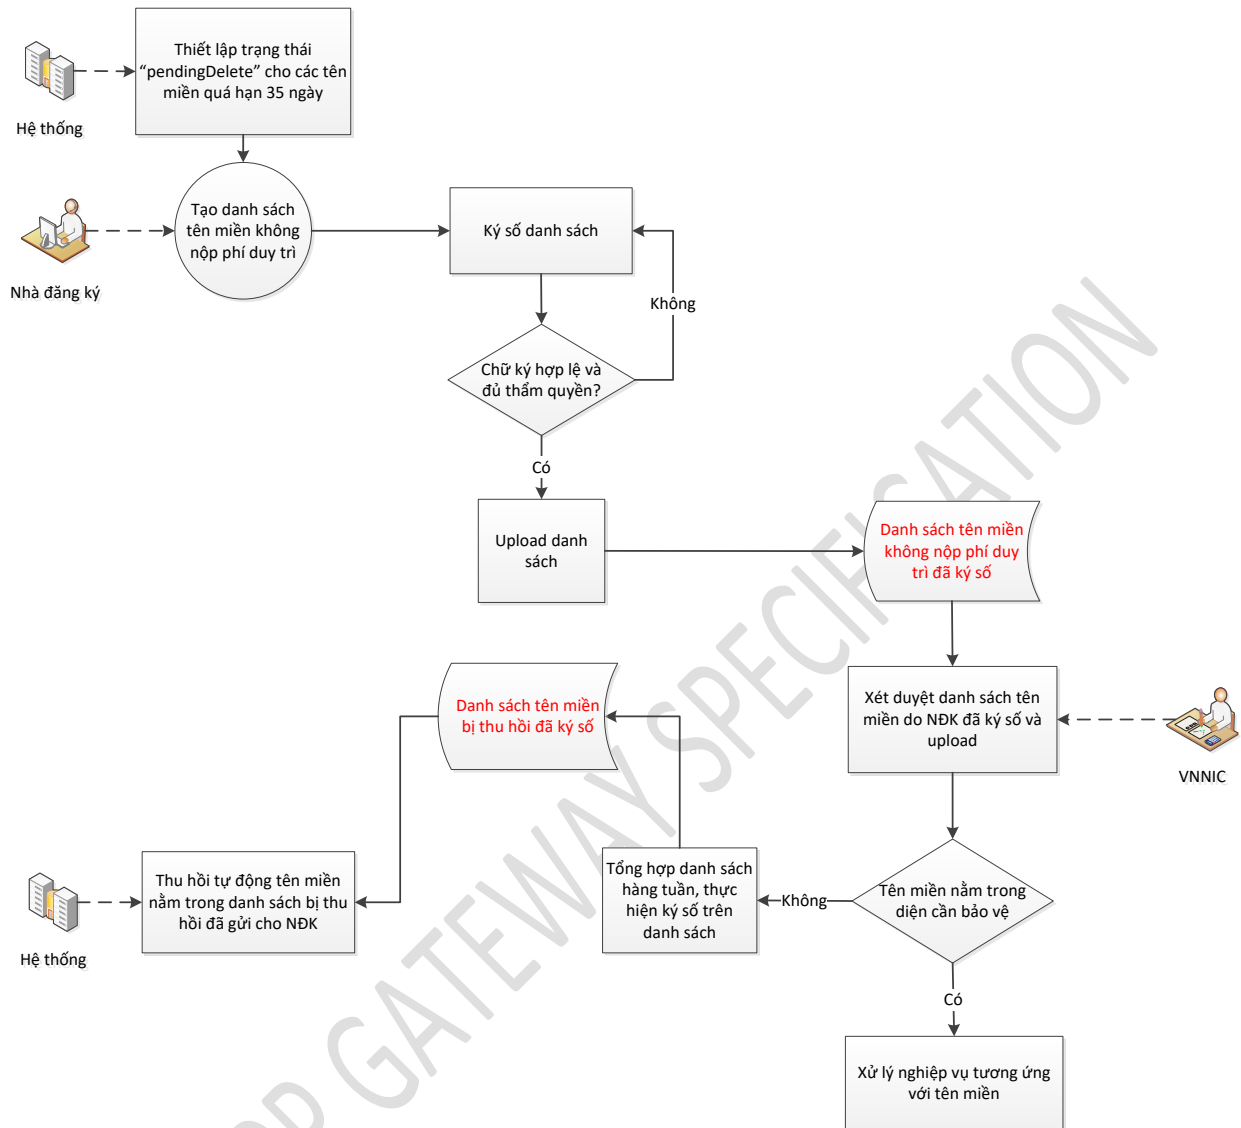 Thiết lập trạng thái
“pendingDelete” cho các tên
miền quá hạn 35 ngày
Hệ thống
Tạo danh sách
tên miền không
nộp phí duy trì
Nhà đăng ký
Ký số danh sách
Không
Chữ ký hợp lệ và
đủ thẩm quyền?
Có
Upload danh
sách
Danh sách tên miền
không nộp phí duy
trì đã ký số
Xét duyệt danh sách tên
miền do NĐK đã ký số và
upload
VNNIC
Danh sách tên miền
bị thu hồi đã ký số
Tên miền nằm trong
diện cần bảo vệ
Không
Tổng hợp danh sách
hàng tuần, thực
hiện ký số trên
danh sách
Thu hồi tự động tên miền
nằm trong danh sách bị thu
hồi đã gửi cho NĐK
Hệ thống
Có
Xử lý nghiệp vụ tương ứng
với tên miền
GATEWAY SPECIFICATION